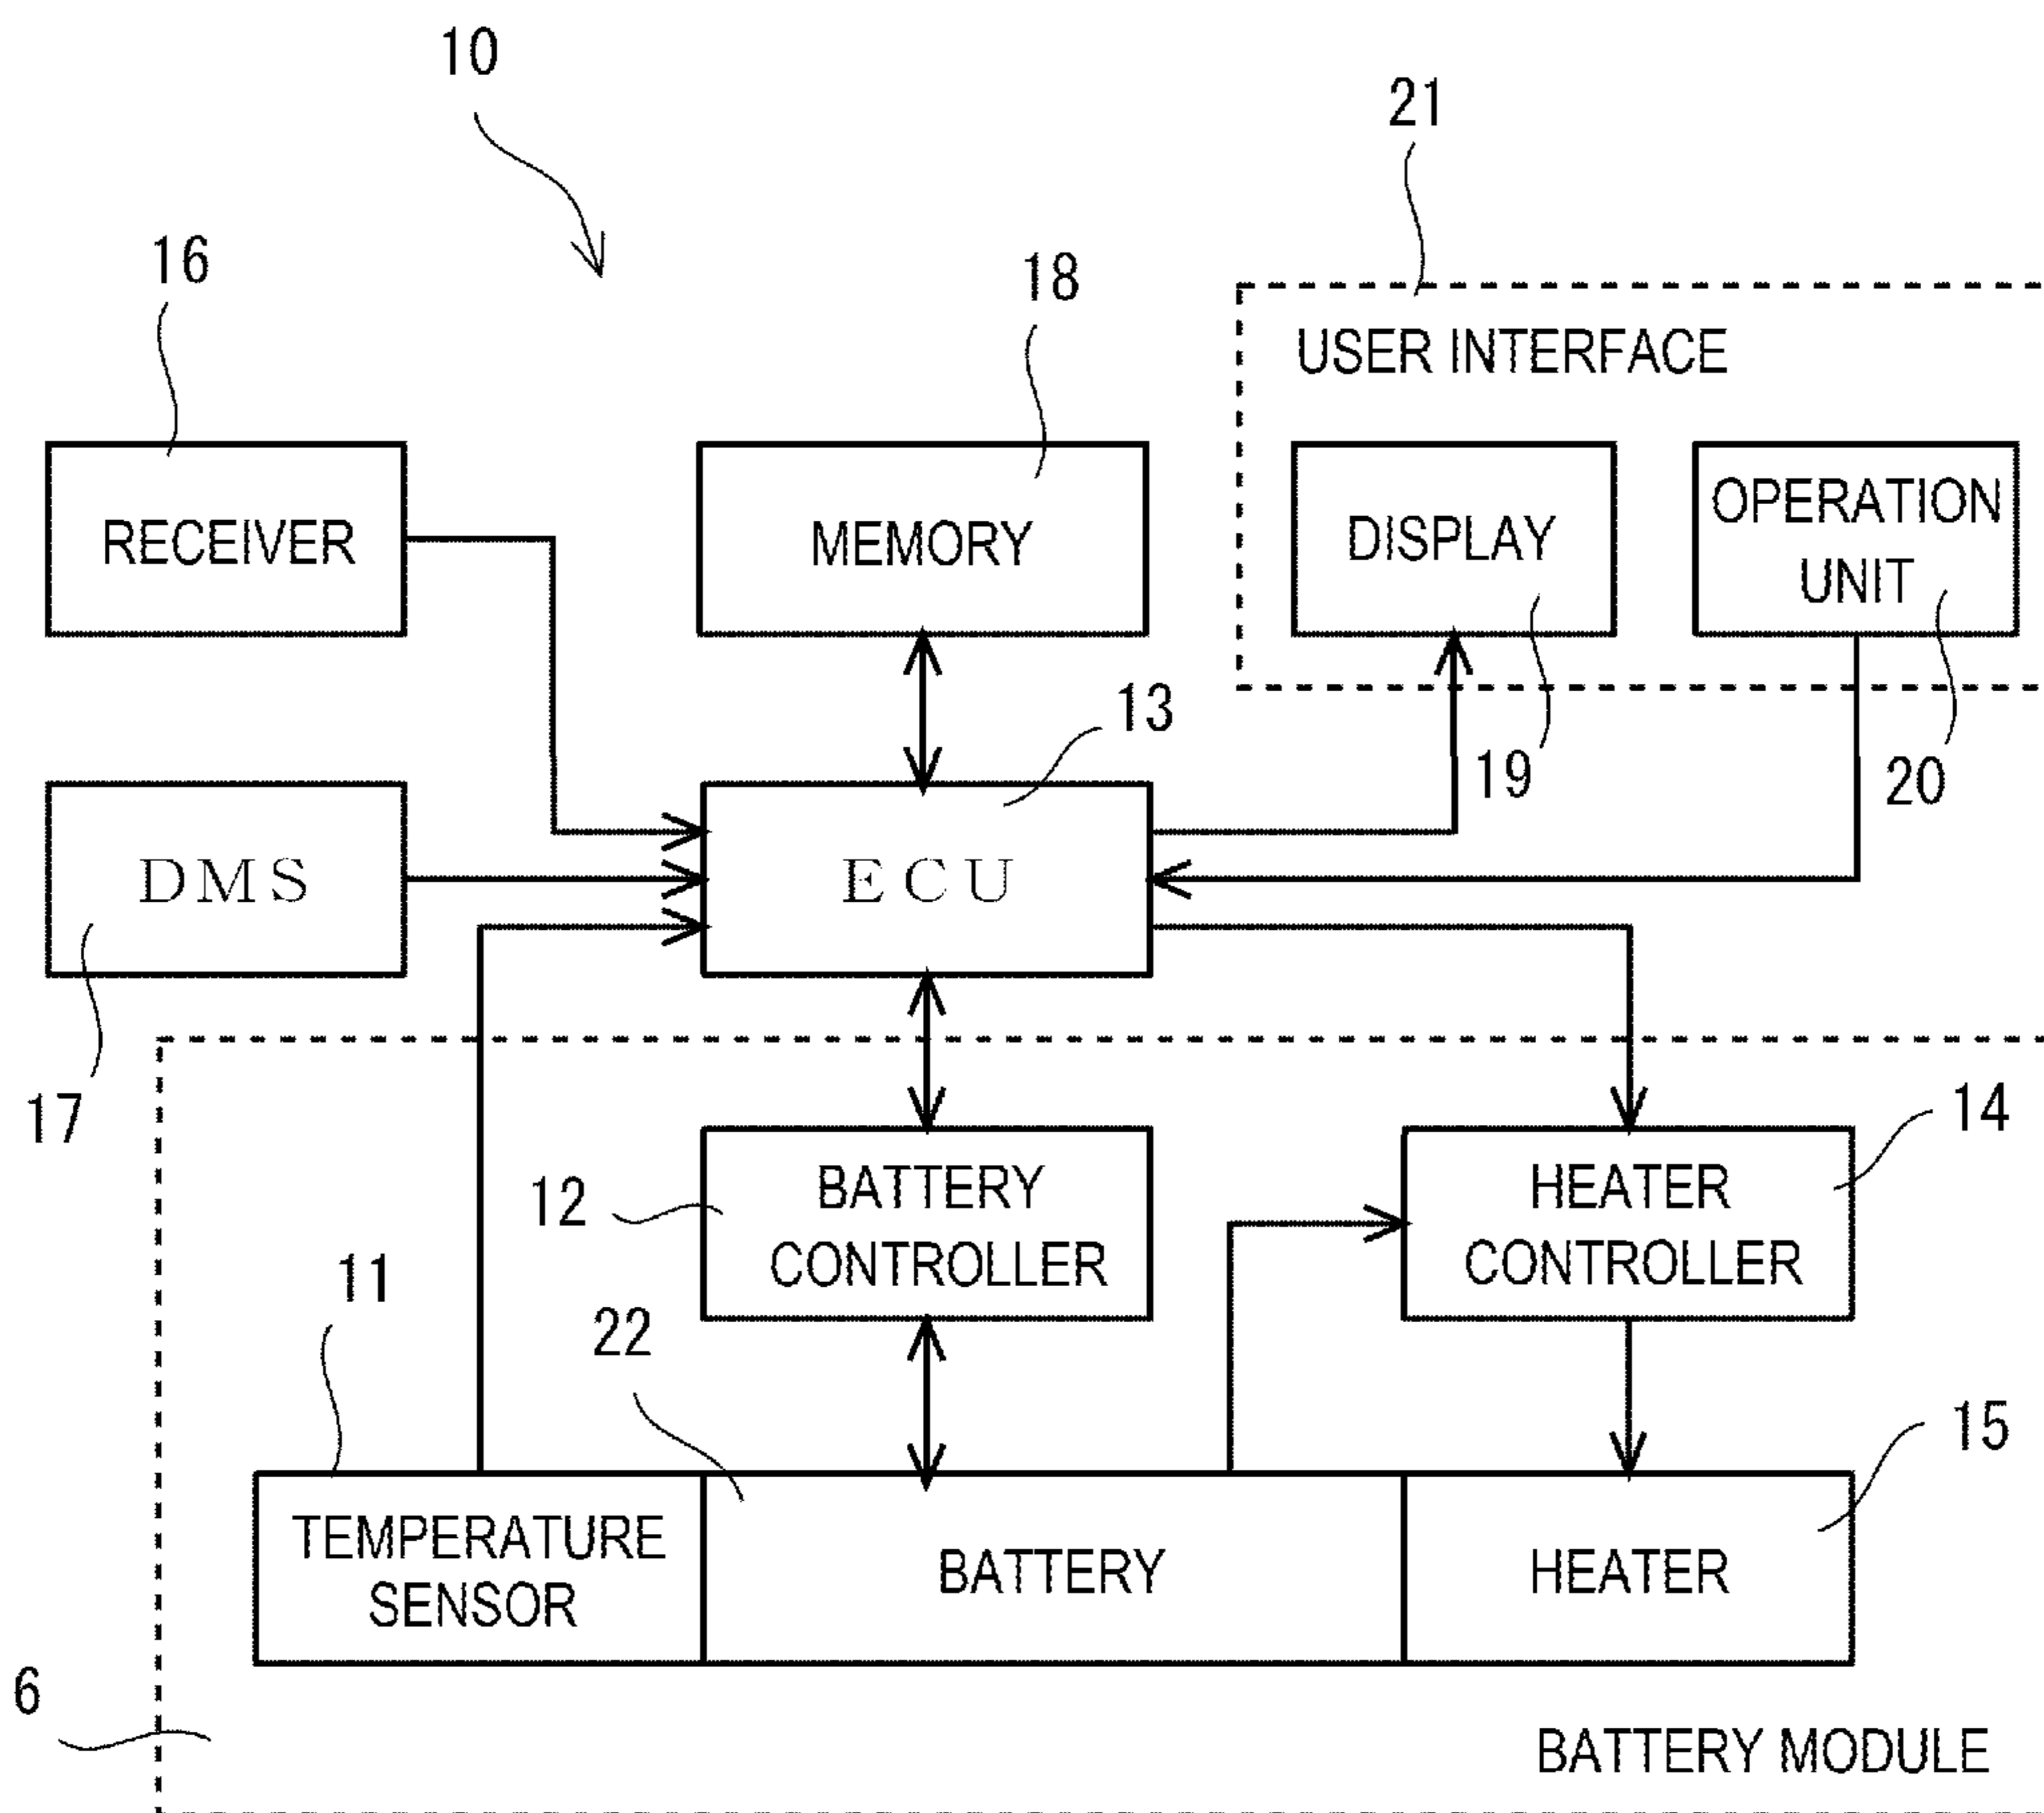 10
21
16
18
USER INTERFACE
RECEIVER
MEMORY
DISPLAY
OPERATION
UNIT
13
19
20
DMS
ECU
17
14
12
BATTERY
CONTROLLER
HEATER
CONTROLLER
11
22
15
TEMPERATURE
SENSOR
BATTERY
HEATER
6
BATTERY MODULE